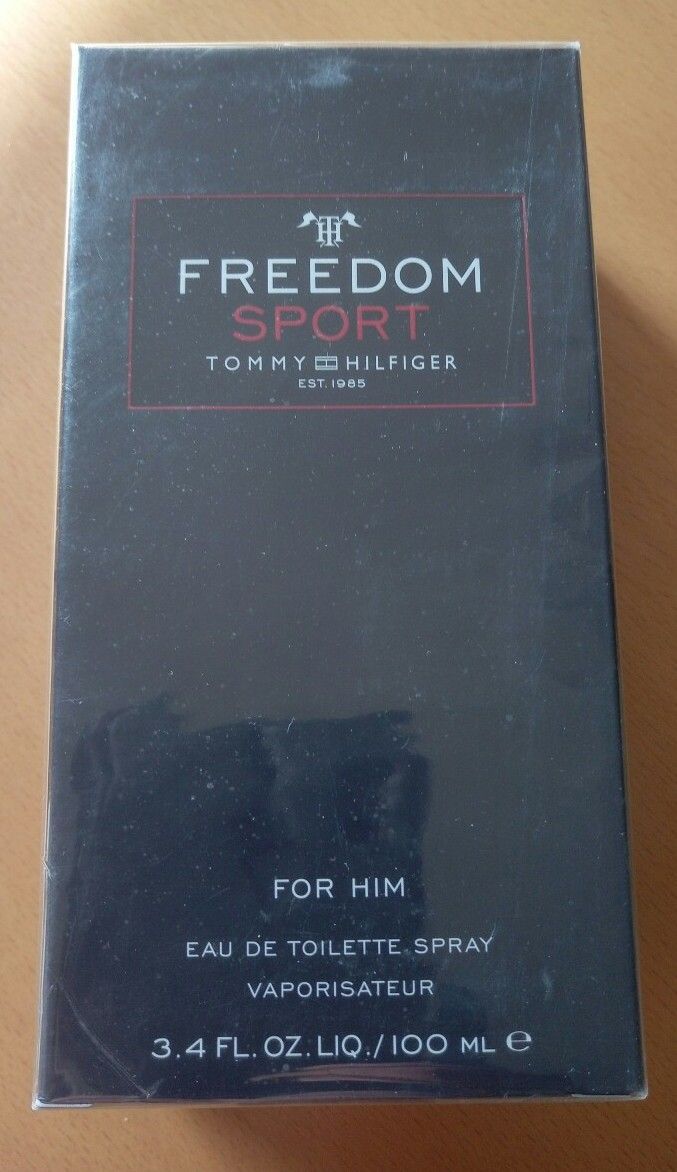 TH
FREEDOM
SPORT
TOMMY HILFIGER
EST. 1985
FOR HIM
EAU DE TOILETTE SPRAY
VAPORISATEUR
3.4 FL. OZ. LIQ./100 ML ℮